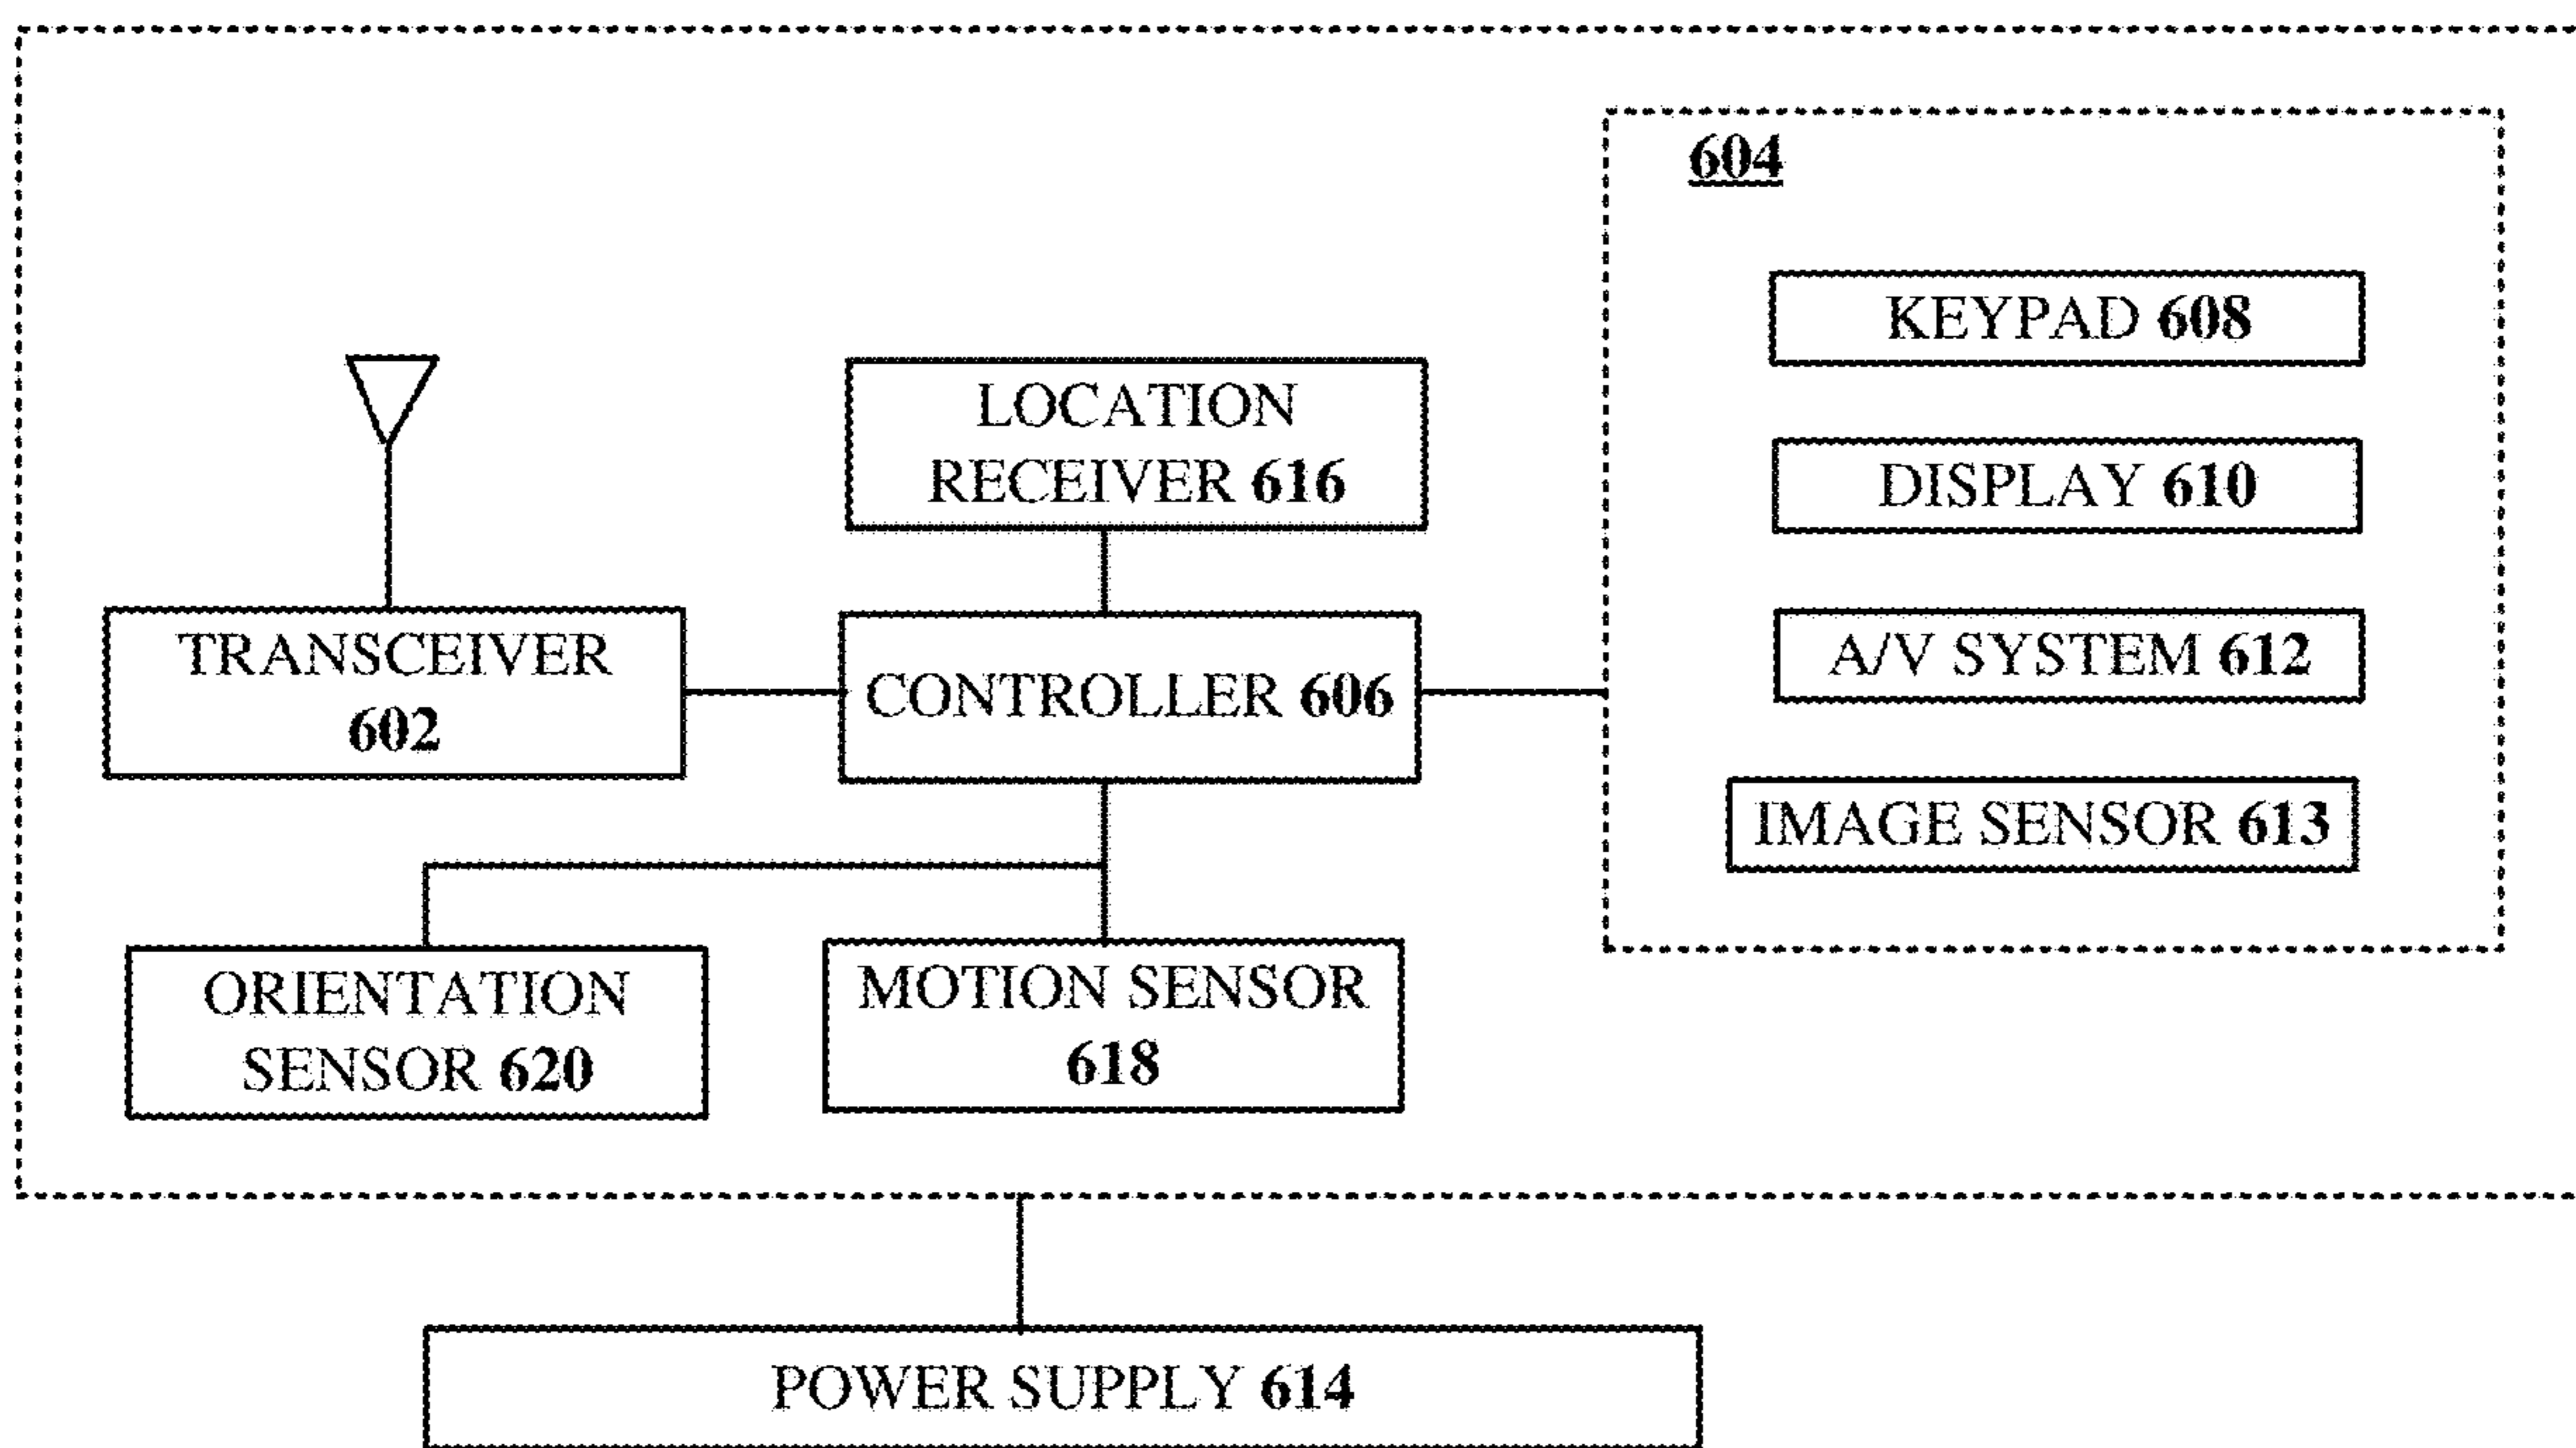 604
KEYPAD 608
DISPLAY 610
A/V SYSTEM 612
IMAGE SENSOR 613
LOCATION
RECEIVER 616
TRANSCEIVER
602
CONTROLLER 606
ORIENTATION
SENSOR 620
MOTION SENSOR
618
POWER SUPPLY 614